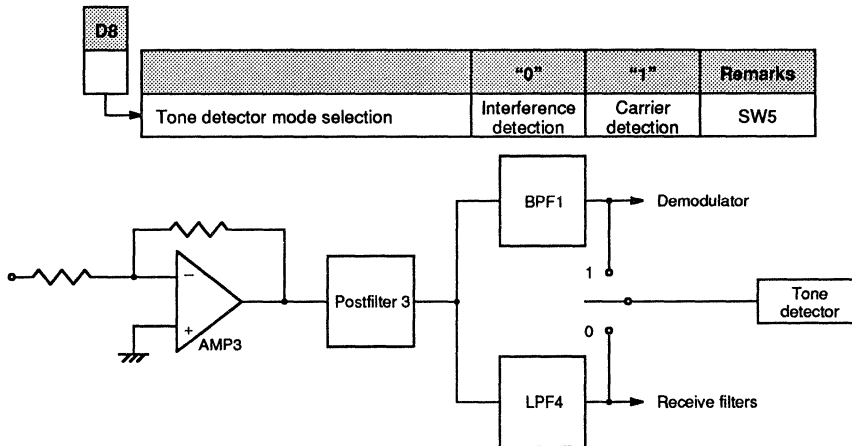 D8
"0" "1" Remarks
Tone detector mode selection Interference detection Carrier detection SW5
BPF1
Demodulator
1
−
+
AMP3
Postfilter 3
Tone
detector
0
LPF4
Receive filters